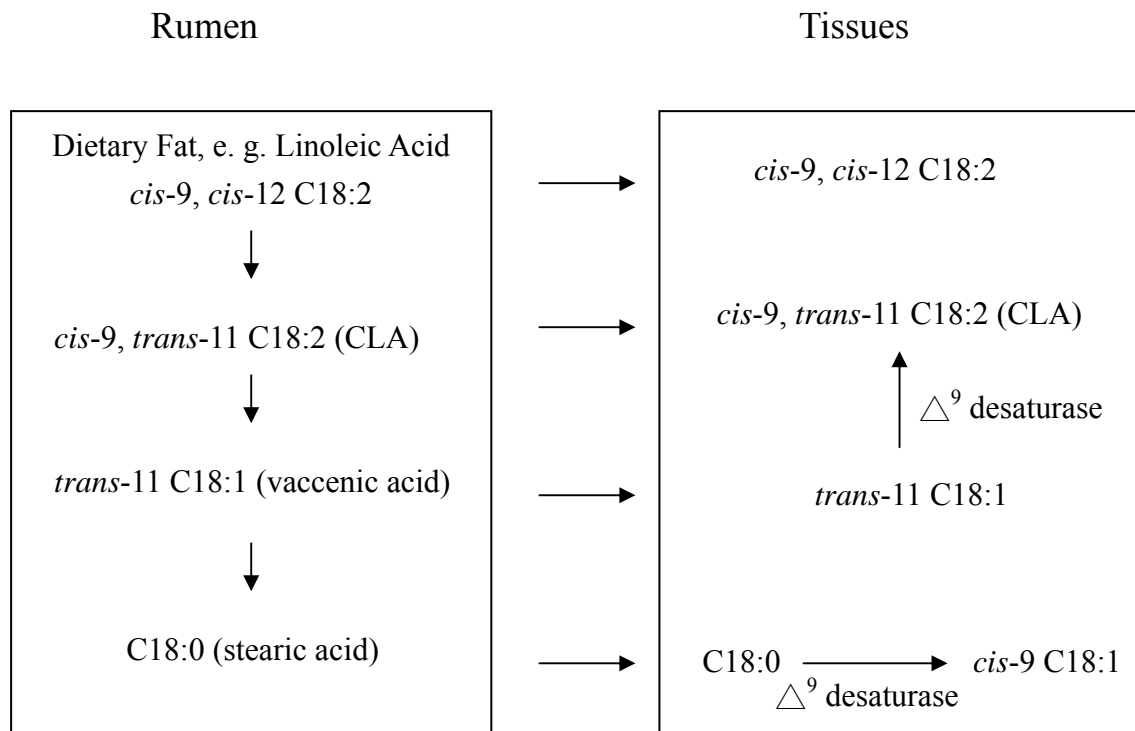 Rumen
Tissues
Dietary Fat, e. g. Linoleic Acid
cis-9, cis-12 C18:2
cis-9, trans-11 C18:2 (CLA)
trans-11 C18:1 (vaccenic acid)
C18:0 (stearic acid)
cis-9, cis-12 C18:2
cis-9, trans-11 C18:2 (CLA)
△⁹ desaturase
trans-11 C18:1
C18:0
cis-9 C18:1
△⁹ desaturase